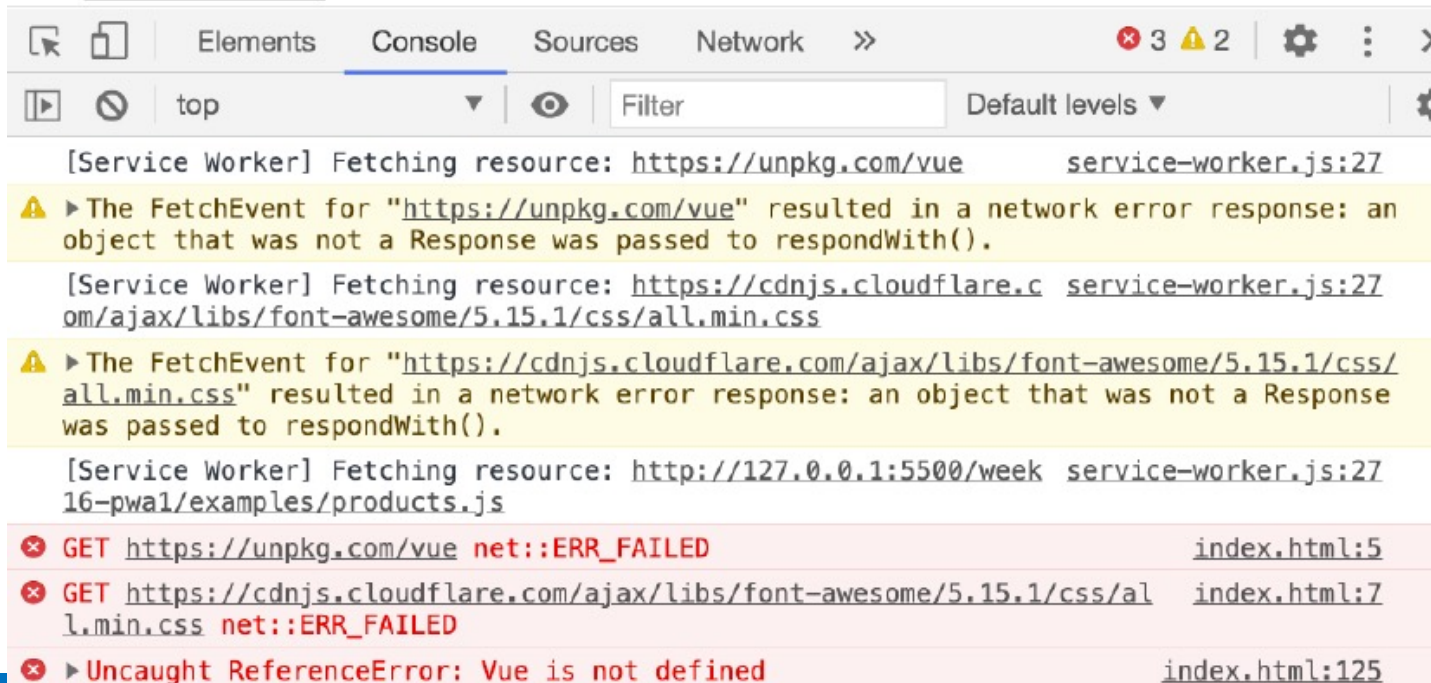 Elements Console Sources Network » 3 2
top Filter Default levels
[Service Worker] Fetching resource: https://unpkg.com/vue service-worker.js:27
The FetchEvent for "https://unpkg.com/vue" resulted in a network error response: an
object that was not a Response was passed to respondWith().
[Service Worker] Fetching resource: https://cdnjs.cloudflare.c service-worker.js:27
om/ajax/libs/font-awesome/5.15.1/css/all.min.css
The FetchEvent for "https://cdnjs.cloudflare.com/ajax/libs/font-awesome/5.15.1/css/
all.min.css" resulted in a network error response: an object that was not a Response
was passed to respondWith().
[Service Worker] Fetching resource: http://127.0.0.1:5500/week service-worker.js:27
16-pwa1/examples/products.js
GET https://unpkg.com/vue net::ERR_FAILED index.html:5
GET https://cdnjs.cloudflare.com/ajax/libs/font-awesome/5.15.1/css/al index.html:7
l.min.css net::ERR_FAILED
Uncaught ReferenceError: Vue is not defined index.html:125